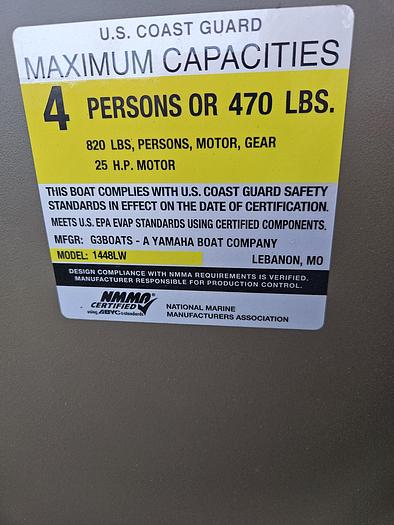 U.S. COAST GUARD
MAXIMUM CAPACITIES
4 PERSONS OR 470 LBS.
820 LBS, PERSONS, MOTOR, GEAR
25 H.P. MOTOR
THIS BOAT COMPLIES WITH U.S. COAST GUARD SAFETY
STANDARDS IN EFFECT ON THE DATE OF CERTIFICATION.
MEETS U.S. EPA EVAP STANDARDS USING CERTIFIED COMPONENTS.
MFGR: G3BOATS - A YAMAHA BOAT COMPANY
MODEL: 1448LW LEBANON, MO
DESIGN COMPLIANCE WITH NMMA REQUIREMENTS IS VERIFIED.
MANUFACTURER RESPONSIBLE FOR PRODUCTION CONTROL.
NMMA
CERTIFIED
using ABYC standards
NATIONAL MARINE
MANUFACTURERS ASSOCIATION